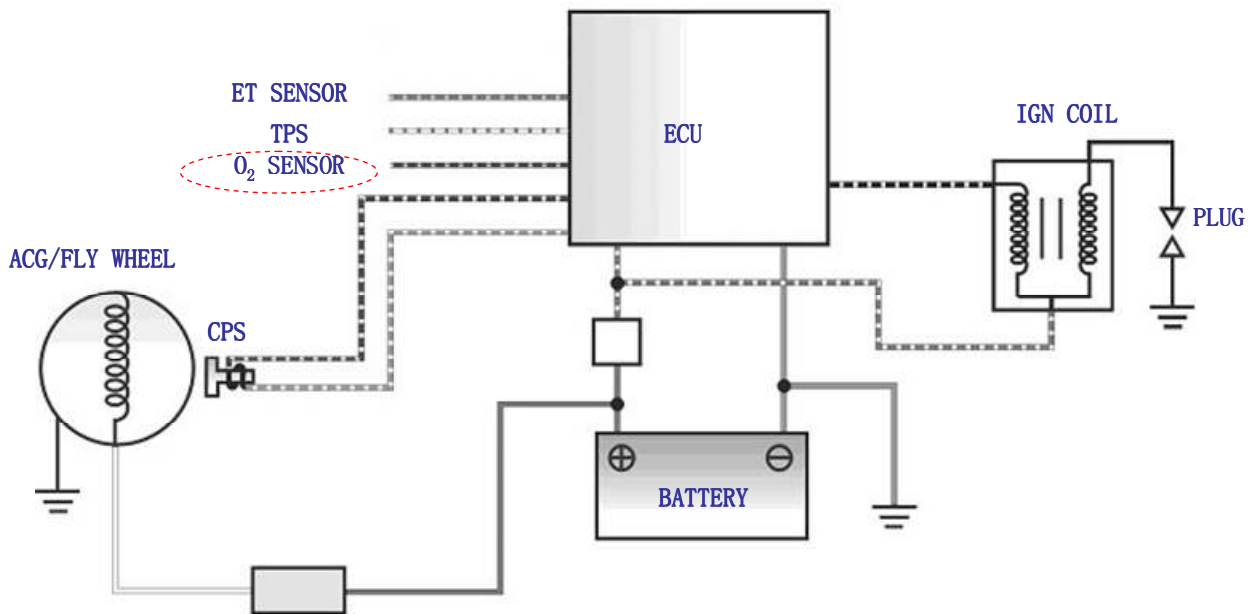 ET SENSOR
TPS
O₂ SENSOR
ECU
IGN COIL
PLUG
ACG/FLY WHEEL
CPS
BATTERY